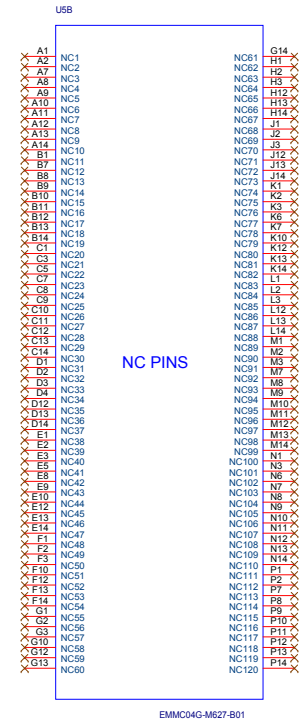 U5B
A1 NC1 NC61 G14
A2 NC2 NC62 H1
A7 NC3 NC63 H2
A8 NC4 NC64 H3
A9 NC5 NC65 H12
A10 NC6 NC66 H13
A11 NC7 NC67 H14
A12 NC8 NC68 J1
A13 NC9 NC69 J2
A14 NC10 NC70 J3
B1 NC11 NC71 J12
B7 NC12 NC72 J13
B8 NC13 NC73 J14
B9 NC14 NC74 K1
B10 NC15 NC75 K2
B11 NC16 NC76 K3
B12 NC17 NC77 K6
B13 NC18 NC78 K7
B14 NC19 NC79 K10
C1 NC20 NC80 K12
C3 NC21 NC81 K13
C5 NC22 NC82 K14
C7 NC23 NC83 L1
C8 NC24 NC84 L2
C9 NC25 NC85 L3
C10 NC26 NC86 L12
C11 NC27 NC87 L13
C12 NC28 NC88 L14
C13 NC29 NC89 M1
C14 NC30 NC90 M2
D1 NC31 NC91 M3
NC PINS
D2 NC32 NC92 M7
D3 NC33 NC93 M8
D4 NC34 NC94 M9
D12 NC35 NC95 M10
D13 NC36 NC96 M11
D14 NC37 NC97 M12
E1 NC38 NC98 M13
E2 NC39 NC99 M14
E3 NC40 NC100 N1
E5 NC41 NC101 N3
E8 NC42 NC102 N6
E9 NC43 NC103 N7
E10 NC44 NC104 N8
E12 NC45 NC105 N9
E13 NC46 NC106 N10
E14 NC47 NC107 N11
F1 NC48 NC108 N12
F2 NC49 NC109 N13
F3 NC50 NC110 N14
F10 NC51 NC111 P1
F12 NC52 NC112 P2
F13 NC53 NC113 P7
F14 NC54 NC114 P8
G1 NC55 NC115 P9
G2 NC56 NC116 P10
G3 NC57 NC117 P11
G10 NC58 NC118 P12
G12 NC59 NC119 P13
G13 NC60 NC120 P14
EMMC04G-M627-B01